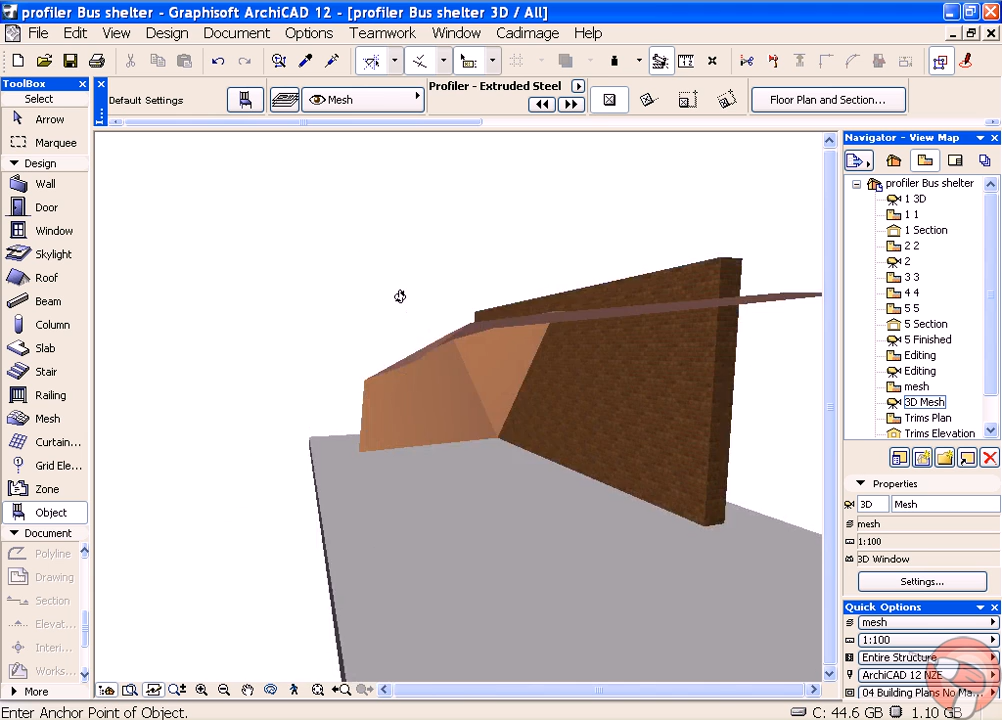 profiler Bus shelter - Graphisoft ArchiCAD 12 - [profiler Bus shelter 3D / All]
File Edit View Design Document Options Teamwork Window Cadimage Help
ToolBox
Select
Arrow
Marquee
Design
Wall
Door
Window
Skylight
Roof
Beam
Column
Slab
Stair
Railing
Mesh
Curtain...
Grid Ele...
Zone
Object
Document
Polyline
Drawing
Section
Elevat...
Interi...
Works...
More
Default Settings
Mesh
Profiler - Extruded Steel
Floor Plan and Section...
Navigator - View Map
profiler Bus shelter
1 3D
1 1
1 Section
2 2
2
3 3
4 4
5 5
5 Section
5 Finished
Editing
Editing
mesh
3D Mesh
Trims Plan
Trims Elevation
Properties
3D Mesh
mesh
1:100
3D Window
Settings...
Quick Options
mesh
1:100
Entire Structure
ArchiCAD 12 NZE
04 Building Plans No Ma...
Enter Anchor Point of Object.
C: 44.6 GB 1.10 GB